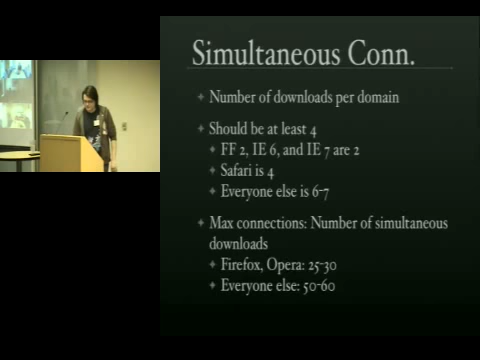 Simultaneous Conn.
Number of downloads per domain
Should be at least 4
FF 2, IE 6, and IE 7 are 2
Safari is 4
Everyone else is 6-7
Max connections: Number of simultaneous
downloads
Firefox, Opera: 25-30
Everyone else: 50-60